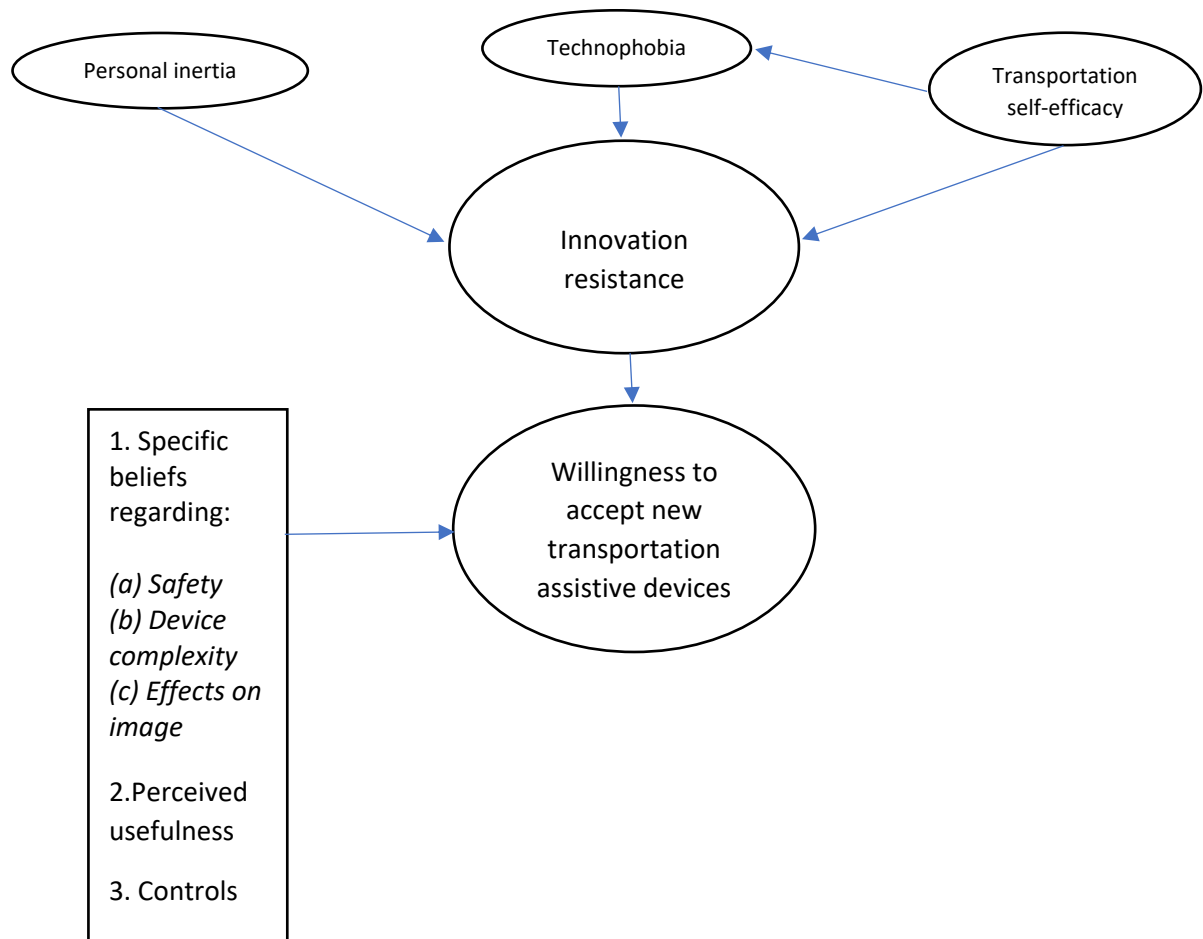 Personal inertia
Technophobia
Transportation
self-efficacy
Innovation
resistance
1. Specific
beliefs
regarding:
(a) Safety
(b) Device
complexity
(c) Effects on
image
2.Perceived
usefulness
3. Controls
Willingness to
accept new
transportation
assistive devices